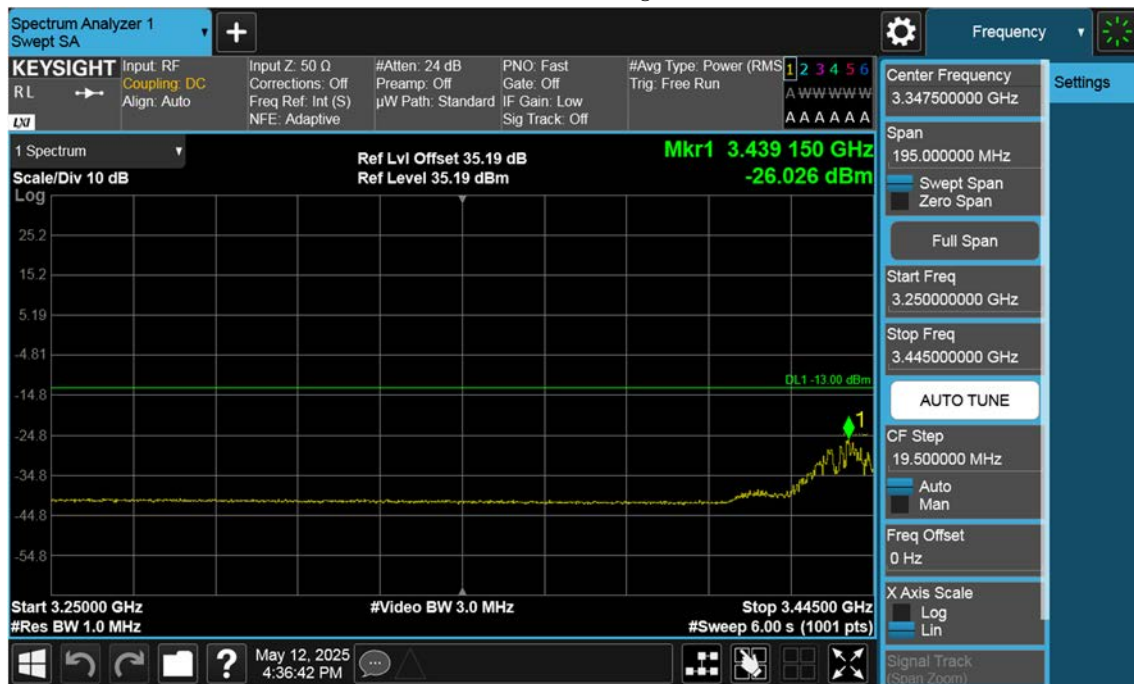 Spectrum Analyzer 1
Swept SA
+
Frequency
KEYSIGHT
RL
LXI
Input: RF
Coupling: DC
Align: Auto
Input Z: 50 Ω
Corrections: Off
Freq Ref: Int (S)
NFE: Adaptive
#Atten: 24 dB
Preamp: Off
µW Path: Standard
PNO: Fast
Gate: Off
IF Gain: Low
Sig Track: Off
#Avg Type: Power (RMS
Trig: Free Run
1 2 3 4 5 6
A W W W W W
A A A A A A
1 Spectrum
Scale/Div 10 dB
Ref Lvl Offset 35.19 dB
Ref Level 35.19 dBm
Mkr1 3.439 150 GHz
-26.026 dBm
Log
25.2
15.2
5.19
-4.81
-14.8
-24.8
-34.8
-44.8
-54.8
DL1 -13.00 dBm
1
Start 3.25000 GHz
#Res BW 1.0 MHz
#Video BW 3.0 MHz
Stop 3.44500 GHz
#Sweep 6.00 s (1001 pts)
Center Frequency
3.347500000 GHz
Span
195.000000 MHz
Swept Span
Zero Span
Full Span
Start Freq
3.250000000 GHz
Stop Freq
3.445000000 GHz
AUTO TUNE
CF Step
19.500000 MHz
Auto
Man
Freq Offset
0 Hz
X Axis Scale
Log
Lin
Signal Track
(Span Zoom)
Settings
?
May 12, 2025
4:36:42 PM